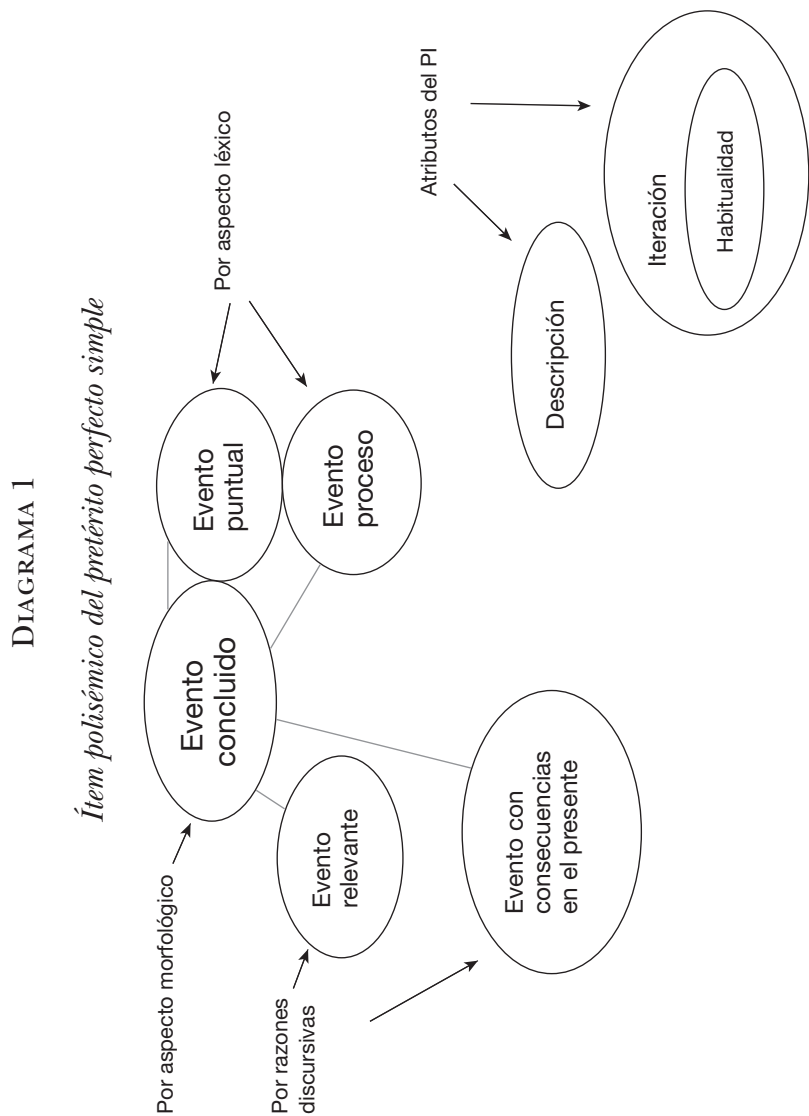 DIAGRAMA 1
Ítem polisémico del pretérito perfecto simple
Por aspecto morfológico
Evento
concluido
Evento
puntual
Por aspecto léxico
Evento
relevante
Evento
proceso
Por razones
discursivas
Evento con
consecuencias
en el presente
Descripción
Atributos del PI
Iteración
Habitualidad